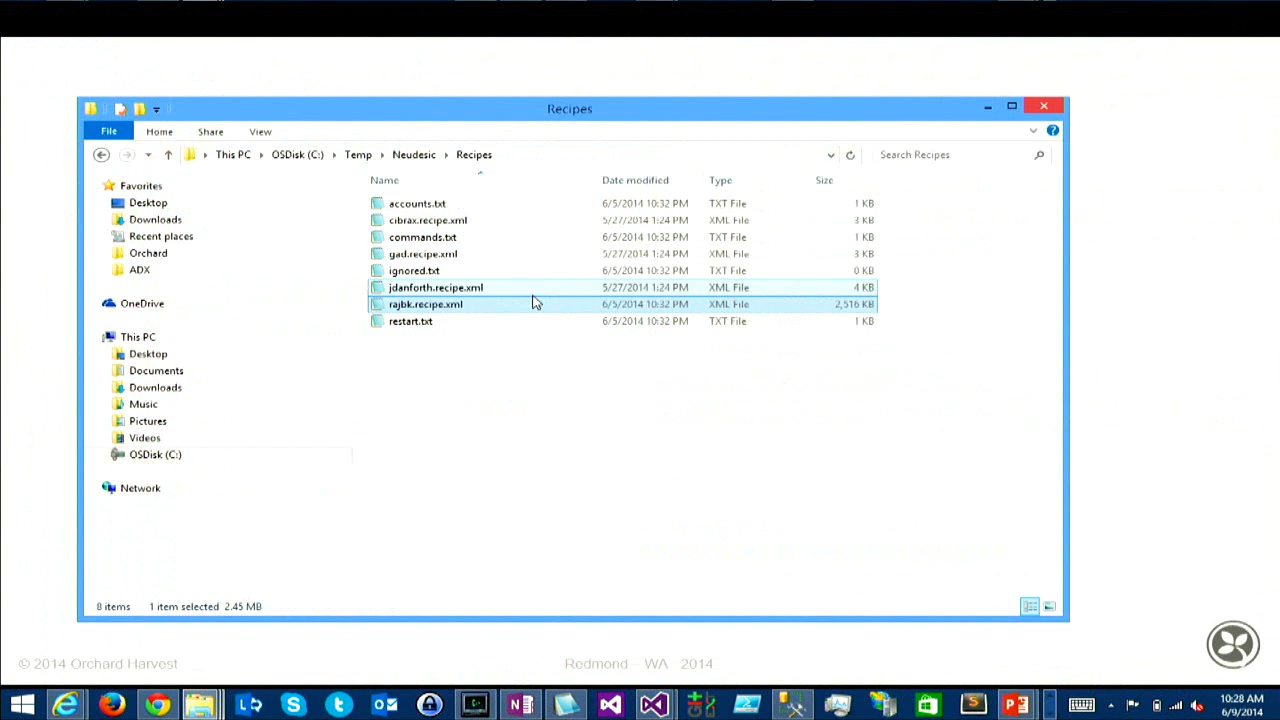 Recipes
File Home Share View
This PC OSDisk (C:) Temp Neudesic Recipes Search Recipes
Name Date modified Type Size
Favorites
Desktop
Downloads
Recent places
Orchard
ADX
OneDrive
This PC
Desktop
Documents
Downloads
Music
Pictures
Videos
OSDisk (C:)
Network
accounts.txt 6/5/2014 10:32 PM TXT File 1 KB
cibrax.recipe.xml 5/27/2014 1:24 PM XML File 3 KB
commands.txt 6/5/2014 10:32 PM TXT File 1 KB
gad.recipe.xml 5/27/2014 1:24 PM XML File 3 KB
ignored.txt 6/5/2014 10:32 PM TXT File 0 KB
jdanforth.recipe.xml 5/27/2014 1:24 PM XML File 4 KB
rajbk.recipe.xml 6/5/2014 10:32 PM XML File 2,516 KB
restart.txt 6/5/2014 10:32 PM TXT File 1 KB
8 items 1 item selected 2.45 MB
© 2014 Orchard Harvest Redmond – WA 2014
10:28 AM
6/9/2014